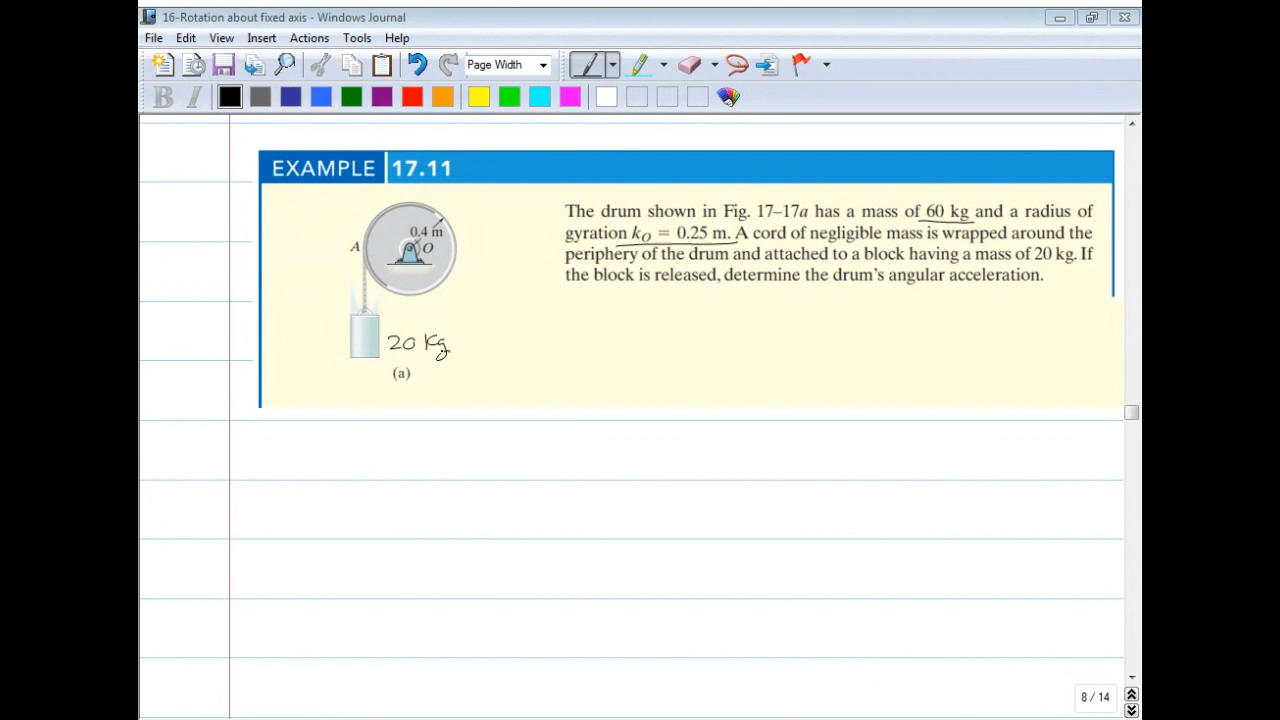 16-Rotation about fixed axis - Windows Journal
File Edit View Insert Actions Tools Help
Page Width
B I
EXAMPLE 17.11
The drum shown in Fig. 17–17a has a mass of 60 kg and a radius of
gyration kO = 0.25 m. A cord of negligible mass is wrapped around the
periphery of the drum and attached to a block having a mass of 20 kg. If
the block is released, determine the drum's angular acceleration.
0.4 m
A
O
20 Kg
(a)
8 / 14